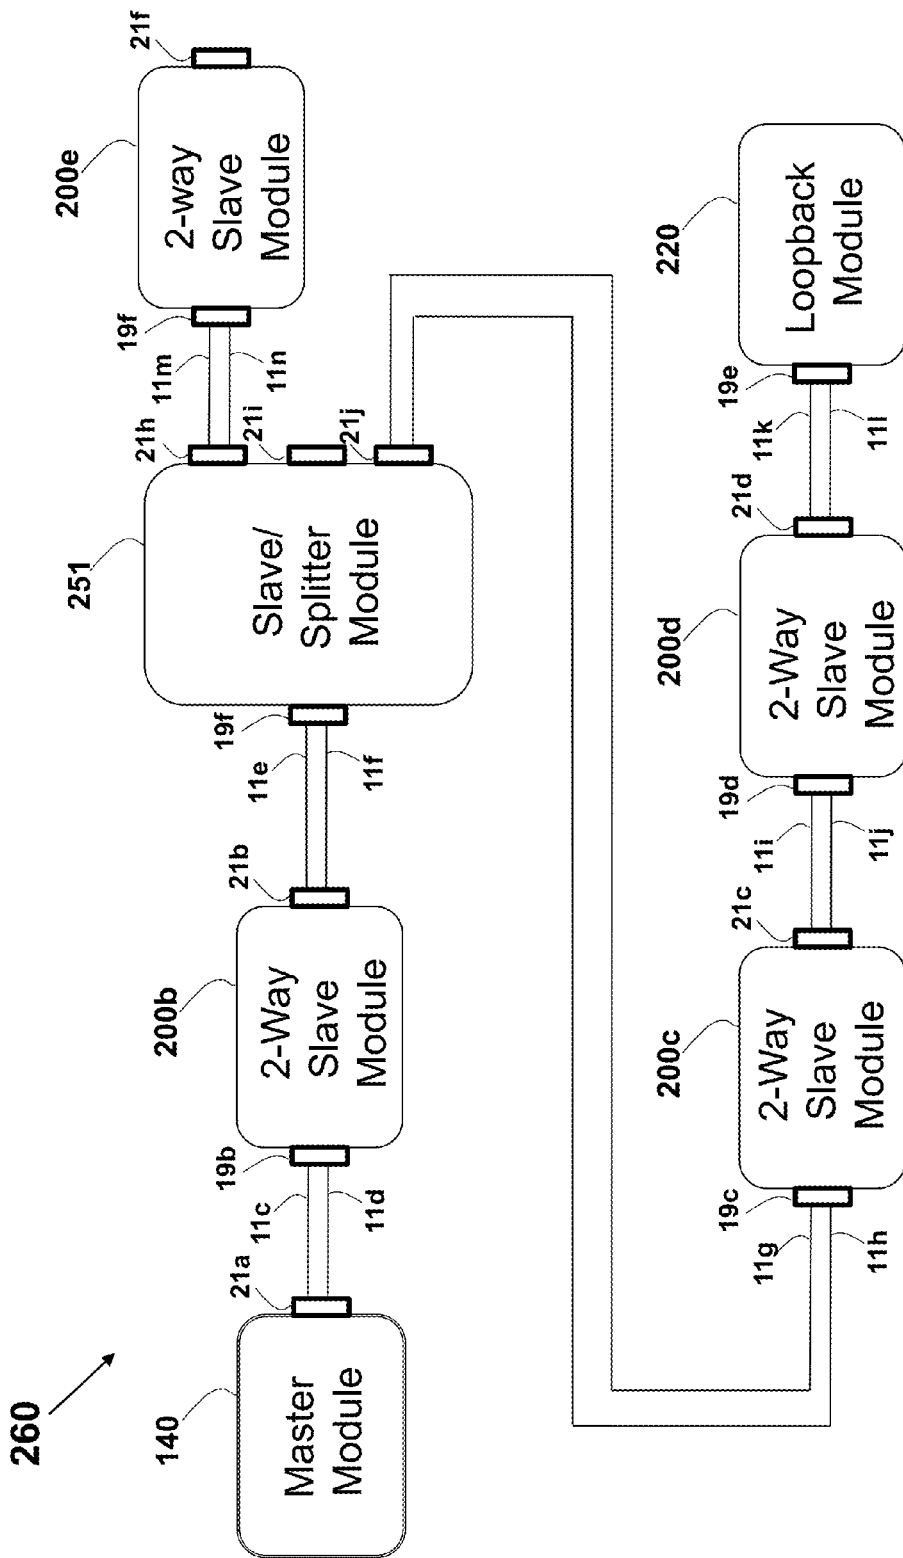 260
140
Master
Module
21a
11c
11d
19b
200b
2-Way
Slave
Module
21b
11e
11f
19f
251
Slave/
Splitter
Module
21h
21i
21j
11m
11n
19f
200e
2-way
Slave
Module
21f
11g
11h
19c
200c
2-Way
Slave
Module
21c
11i
11j
19d
200d
2-Way
Slave
Module
21d
11k
11l
19e
220
Loopback
Module